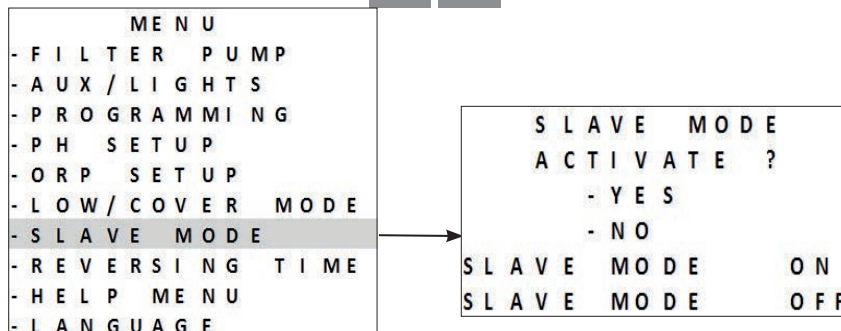 MENU
-FILTER PUMP
-AUX/LIGHTS
-PROGRAMMING
-PH SETUP
-ORP SETUP
-LOW/COVER MODE
-SLAVE MODE
-REVERSING TIME
-HELP MENU
-LANGUAGE
SLAVE MODE
ACTIVATE ?
-YES
-NO
SLAVE MODE ON
SLAVE MODE OFF